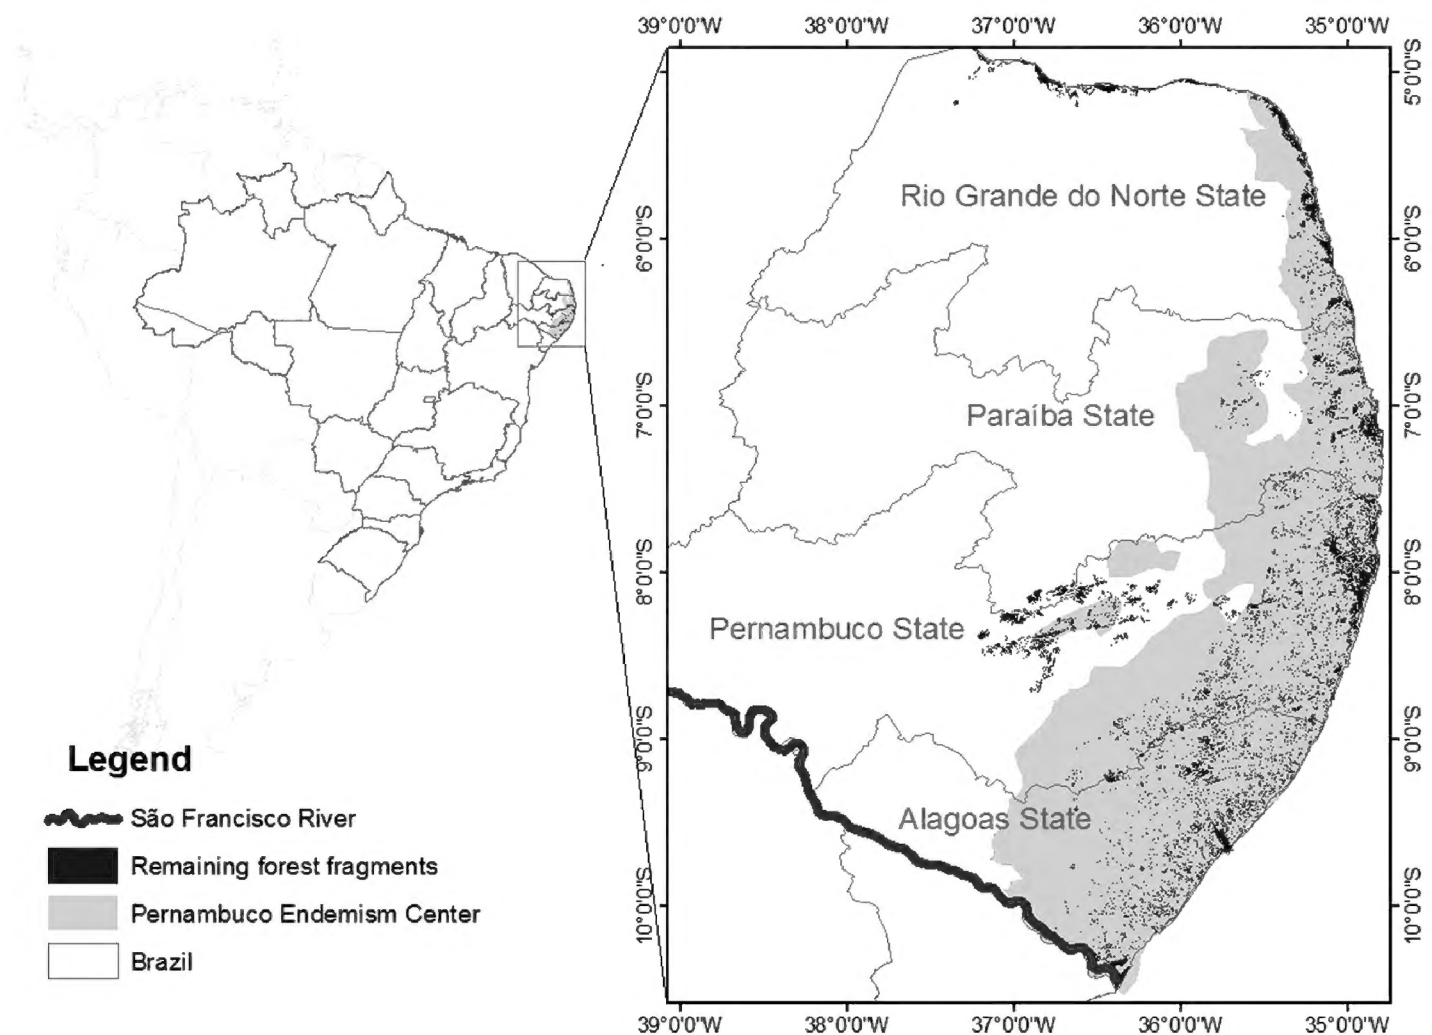 39°0'0"W 38°0'0"W 37°0'0"W 36°0'0"W 35°0'0"W
5°0'0"S
Rio Grande do Norte State
6°0'0"S 6°0'0"S
Paraíba State
7°0'0"S 7°0'0"S
8°0'0"S 8°0'0"S
Pernambuco State
9°0'0"S 9°0'0"S
Alagoas State
10°0'0"S 10°0'0"S
39°0'0"W 38°0'0"W 37°0'0"W 36°0'0"W 35°0'0"W
Legend
São Francisco River
Remaining forest fragments
Pernambuco Endemism Center
Brazil